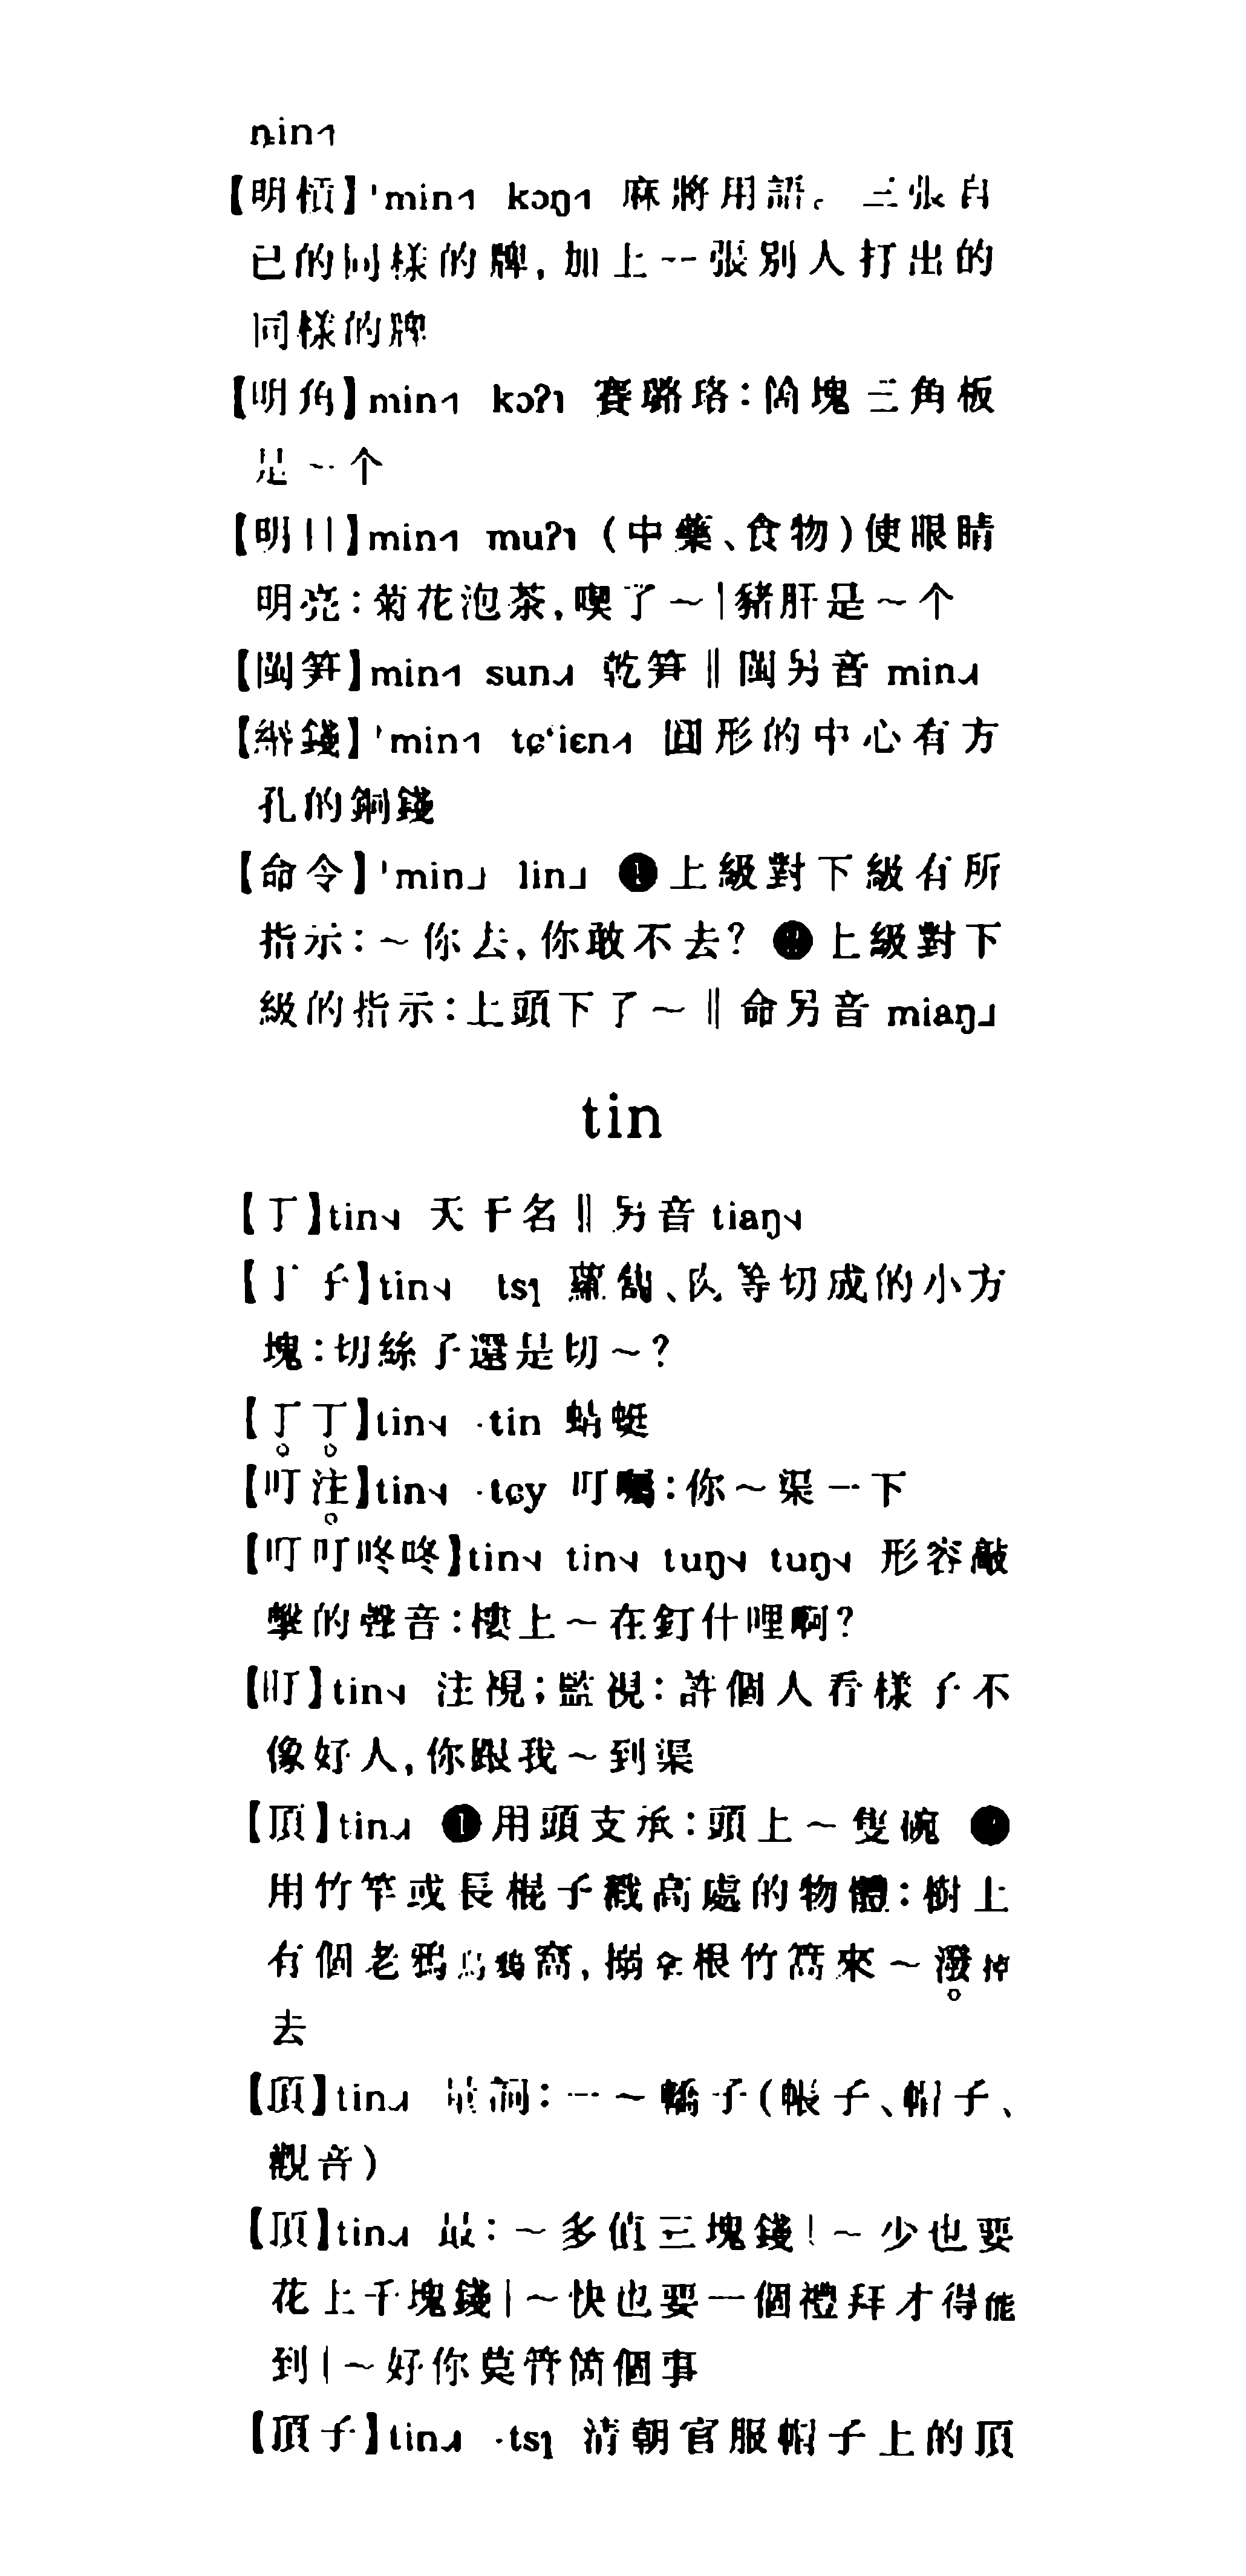 ȵin˧˥
【明槓】ˈmin˧˥ kɔŋ˧˥ 麻將用語。三張自
己的同樣的牌，加上一張別人打出的
同樣的牌
【明角】min˧˥ kɔʔ˥ 賽璐珞：箇塊三角板
是～个
【明目】min˧˥ muʔ˥ （中藥、食物）使眼睛
明亮：菊花泡茶，喫了～|豬肝是～个
【閩筍】min˧˥ sun˨˩˧ 乾筍‖閩另音 min˨˩˧
【緡錢】ˈmin˧˥ tɕʻiɛn˧˥ 圓形的中心有方
孔的銅錢
【命令】ˈmin˩ lin˩ ❶上級對下級有所
指示：～你去，你敢不去？❷上級對下
級的指示：上頭下了～‖命另音 miaŋ˩
tin
【丁】tin˦˨ 天干名‖另音 tiaŋ˦˨
【丁子】tin˦˨ tsɿ 蘿蔔、肉等切成的小方
塊：切絲子還是切～？
【丁丁】tin˦˨ ·tin 蜻蜓
【叮注】tin˦˨ ·tɕy 叮囑：你～渠一下
【叮叮咚咚】tin˦˨ tin˦˨ tuŋ˦˨ tuŋ˦˨ 形容敲
擊的聲音：樓上～在釘什哩啊？
【盯】tin˦˨ 注視；監視：許個人看樣子不
像好人，你跟我～到渠
【頂】tin˨˩˧ ❶用頭支承：頭上～隻碗 ❷
用竹竿或長棍子戳高處的物體：樹上
有個老鴉烏鴉窩，搦拿根竹篙來～潑掉
去
【頂】tin˨˩˧ 量詞：一～轎子（帳子、帽子、
觀音）
【頂】tin˨˩˧ 最：～多值三塊錢|～少也要
花上千塊錢|～快也要一個禮拜才得能
到|～好你莫管箇個事
【頂子】tin˨˩˧ ·tsɿ 清朝官服帽子上的頂